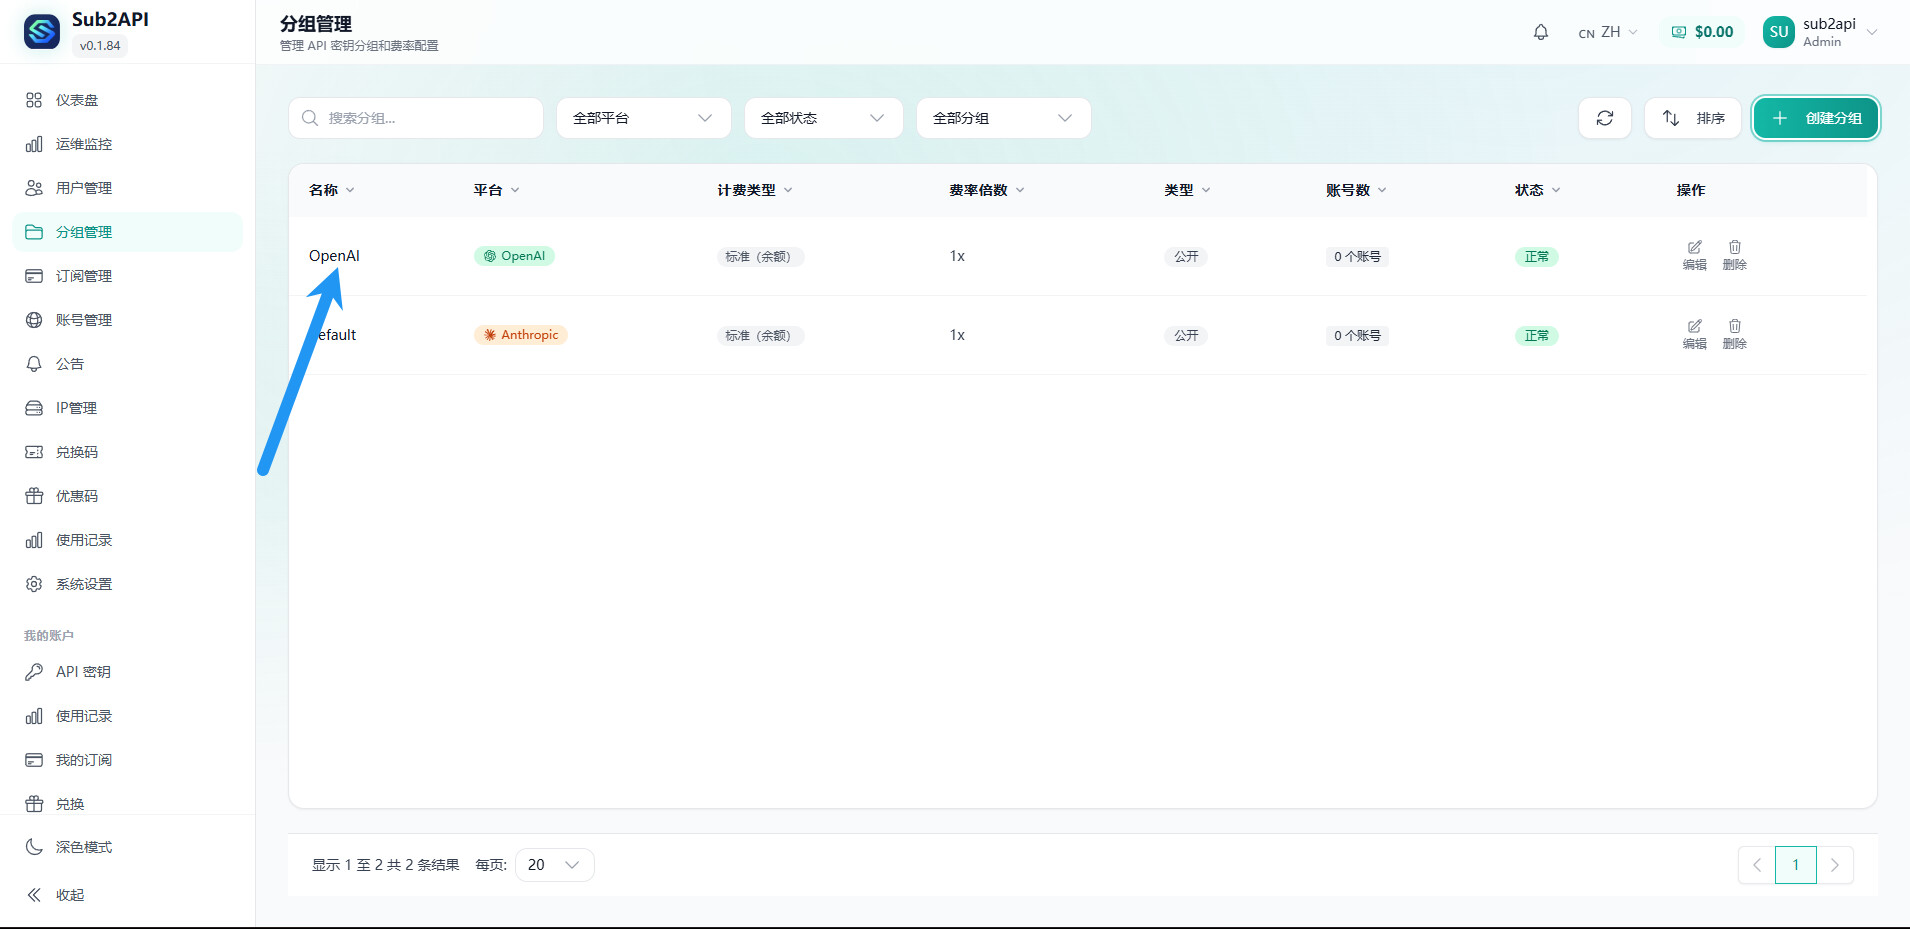 Sub2API
v0.1.84
仪表盘
运维监控
用户管理
分组管理
订阅管理
账号管理
公告
IP管理
兑换码
优惠码
使用记录
系统设置
我的账户
API 密钥
使用记录
我的订阅
兑换
深色模式
收起
分组管理
管理 API 密钥分组和费率配置
CN ZH
$0.00
SU
sub2api
Admin
搜索分组...
全部平台
全部状态
全部分组
排序
创建分组
名称 平台 计费类型 费率倍数 类型 账号数 状态 操作
OpenAI OpenAI 标准（余额） 1x 公开 0 个账号 正常 编辑 删除
efault Anthropic 标准（余额） 1x 公开 0 个账号 正常 编辑 删除
显示 1 至 2 共 2 条结果 每页: 20
1